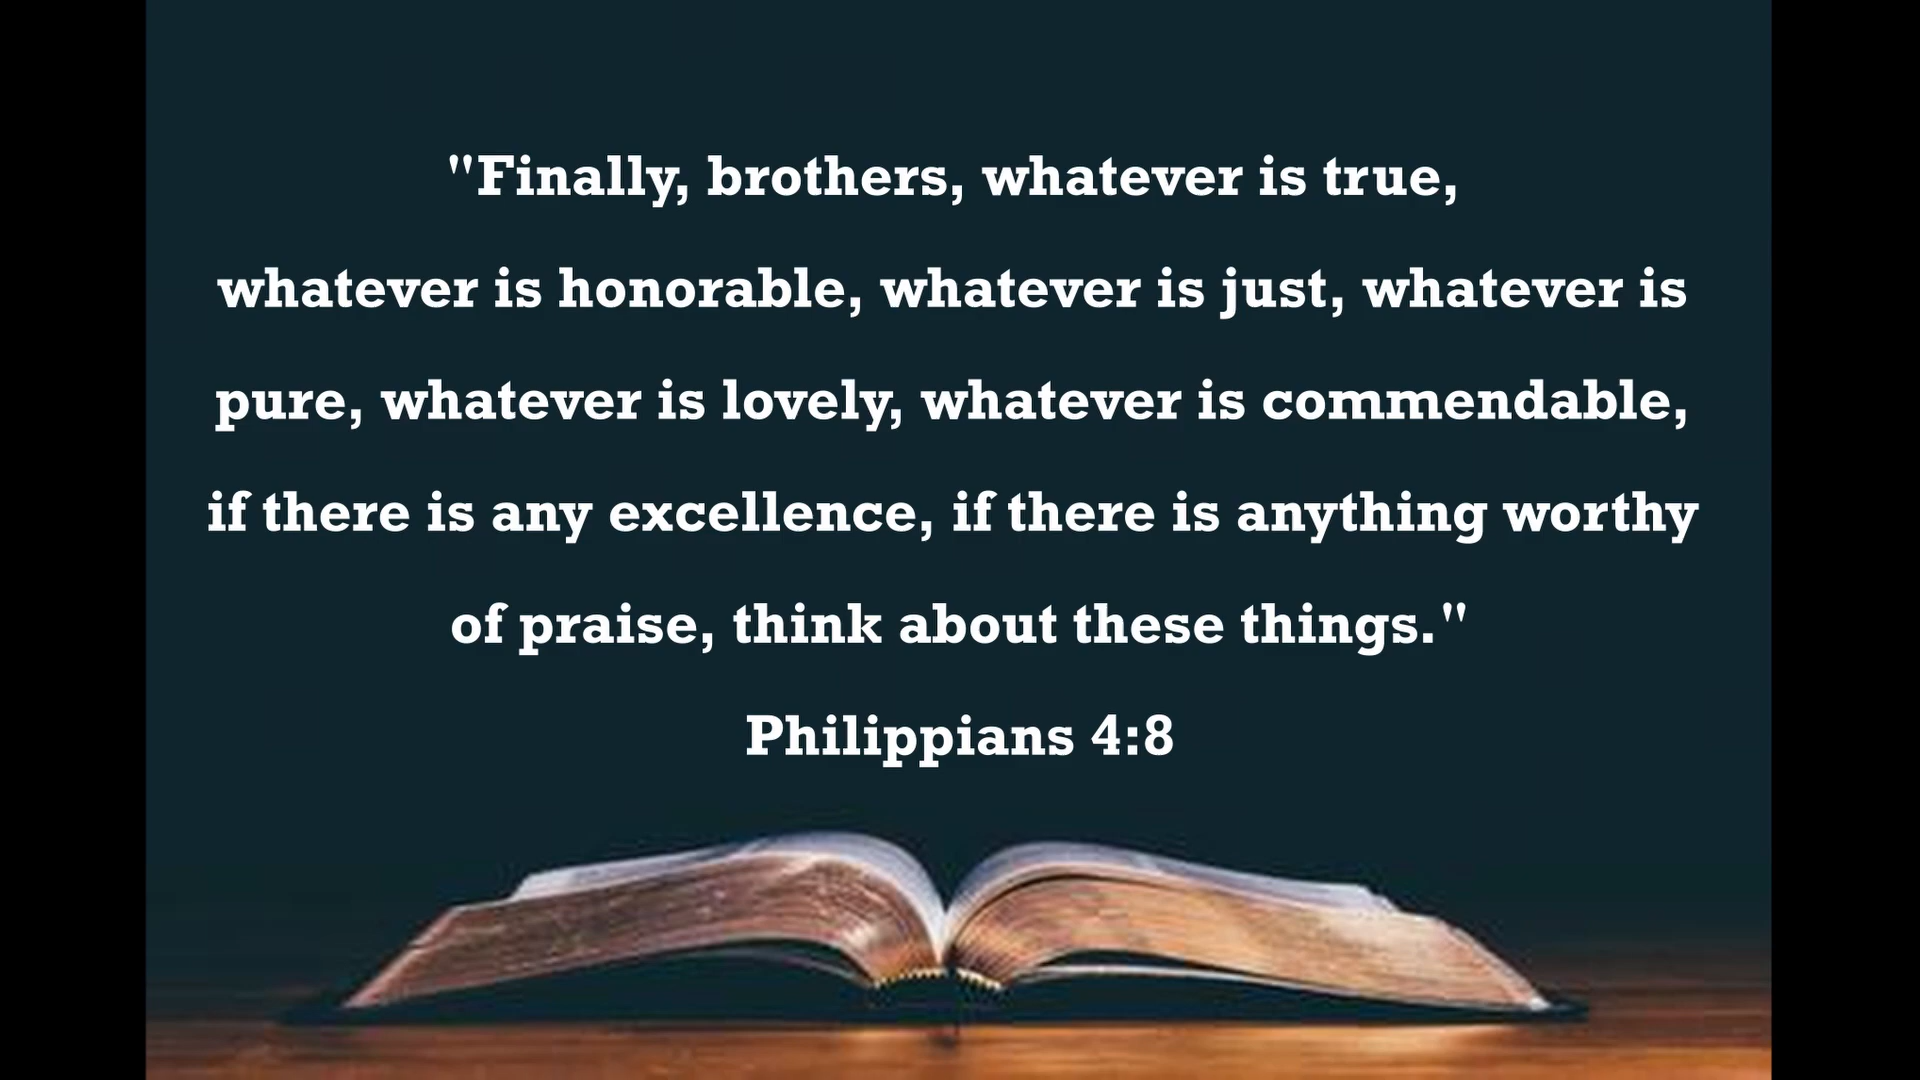 "Finally, brothers, whatever is true,
whatever is honorable, whatever is just, whatever is
pure, whatever is lovely, whatever is commendable,
if there is any excellence, if there is anything worthy
of praise, think about these things."
Philippians 4:8